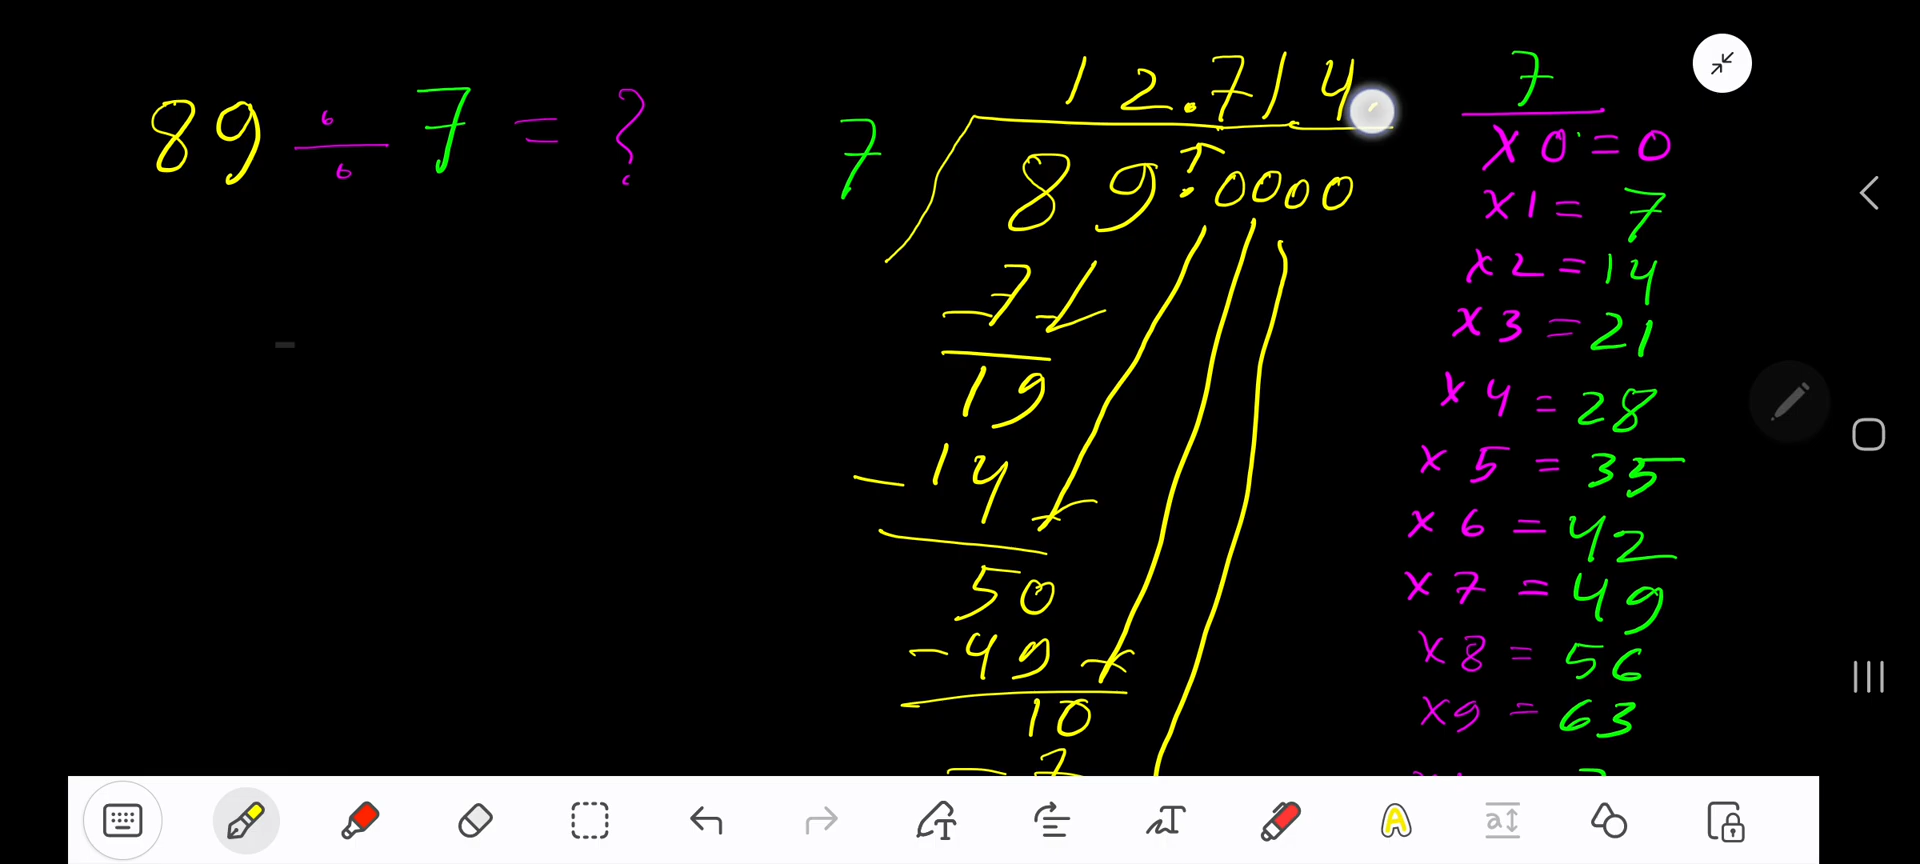 89 ÷ 7 = ?
12.714
7 89.0000
- 7
19
- 14
50
- 49
10
- 7
7
x 0 = 0
x 1 = 7
x 2 = 14
x 3 = 21
x 4 = 28
x 5 = 35
x 6 = 42
x 7 = 49
x 8 = 56
x 9 = 63